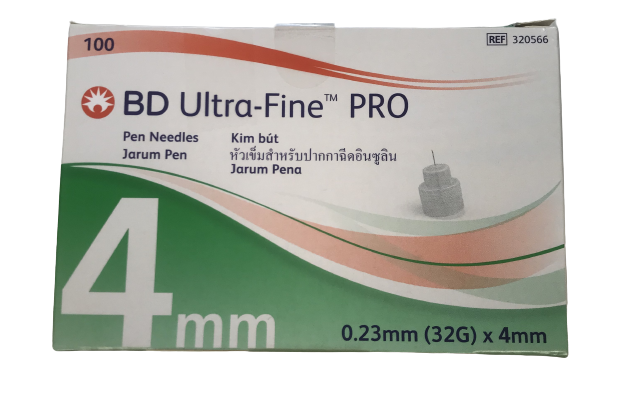 100
REF 320566
BD Ultra-Fine™ PRO
Pen Needles
Jarum Pen
Kim bút
หัวเข็มสำหรับปากกาฉีดอินซูลิน
Jarum Pena
4mm
0.23mm (32G) x 4mm